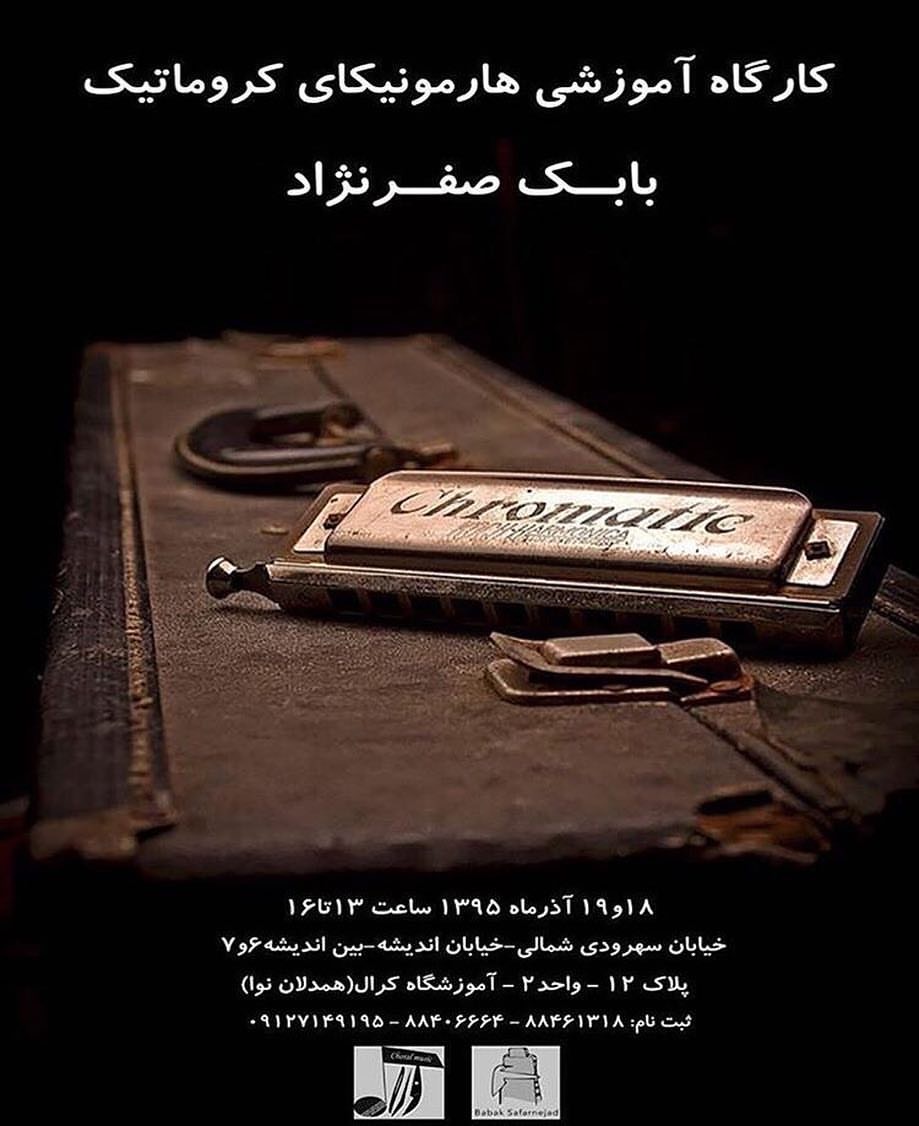 کارگاه آموزشی هارمونیکای کروماتیک
بابک صفرنژاد
Chromatic
۱۸و۱۹ آذرماه ۱۳۹۵ ساعت ۱۳تا۱۶
خیابان سهرودی شمالی-خیابان اندیشه-بین اندیشه۶و۷
پلاک ۱۲ - واحد۲ - آموزشگاه کرال(همدلان نوا)
ثبت نام: ۸۸۴۶۱۳۱۸ - ۸۸۴۰۶۶۶۴ - ۰۹۱۲۷۱۴۹۱۹۵
Choral music
Babak Safarnejad